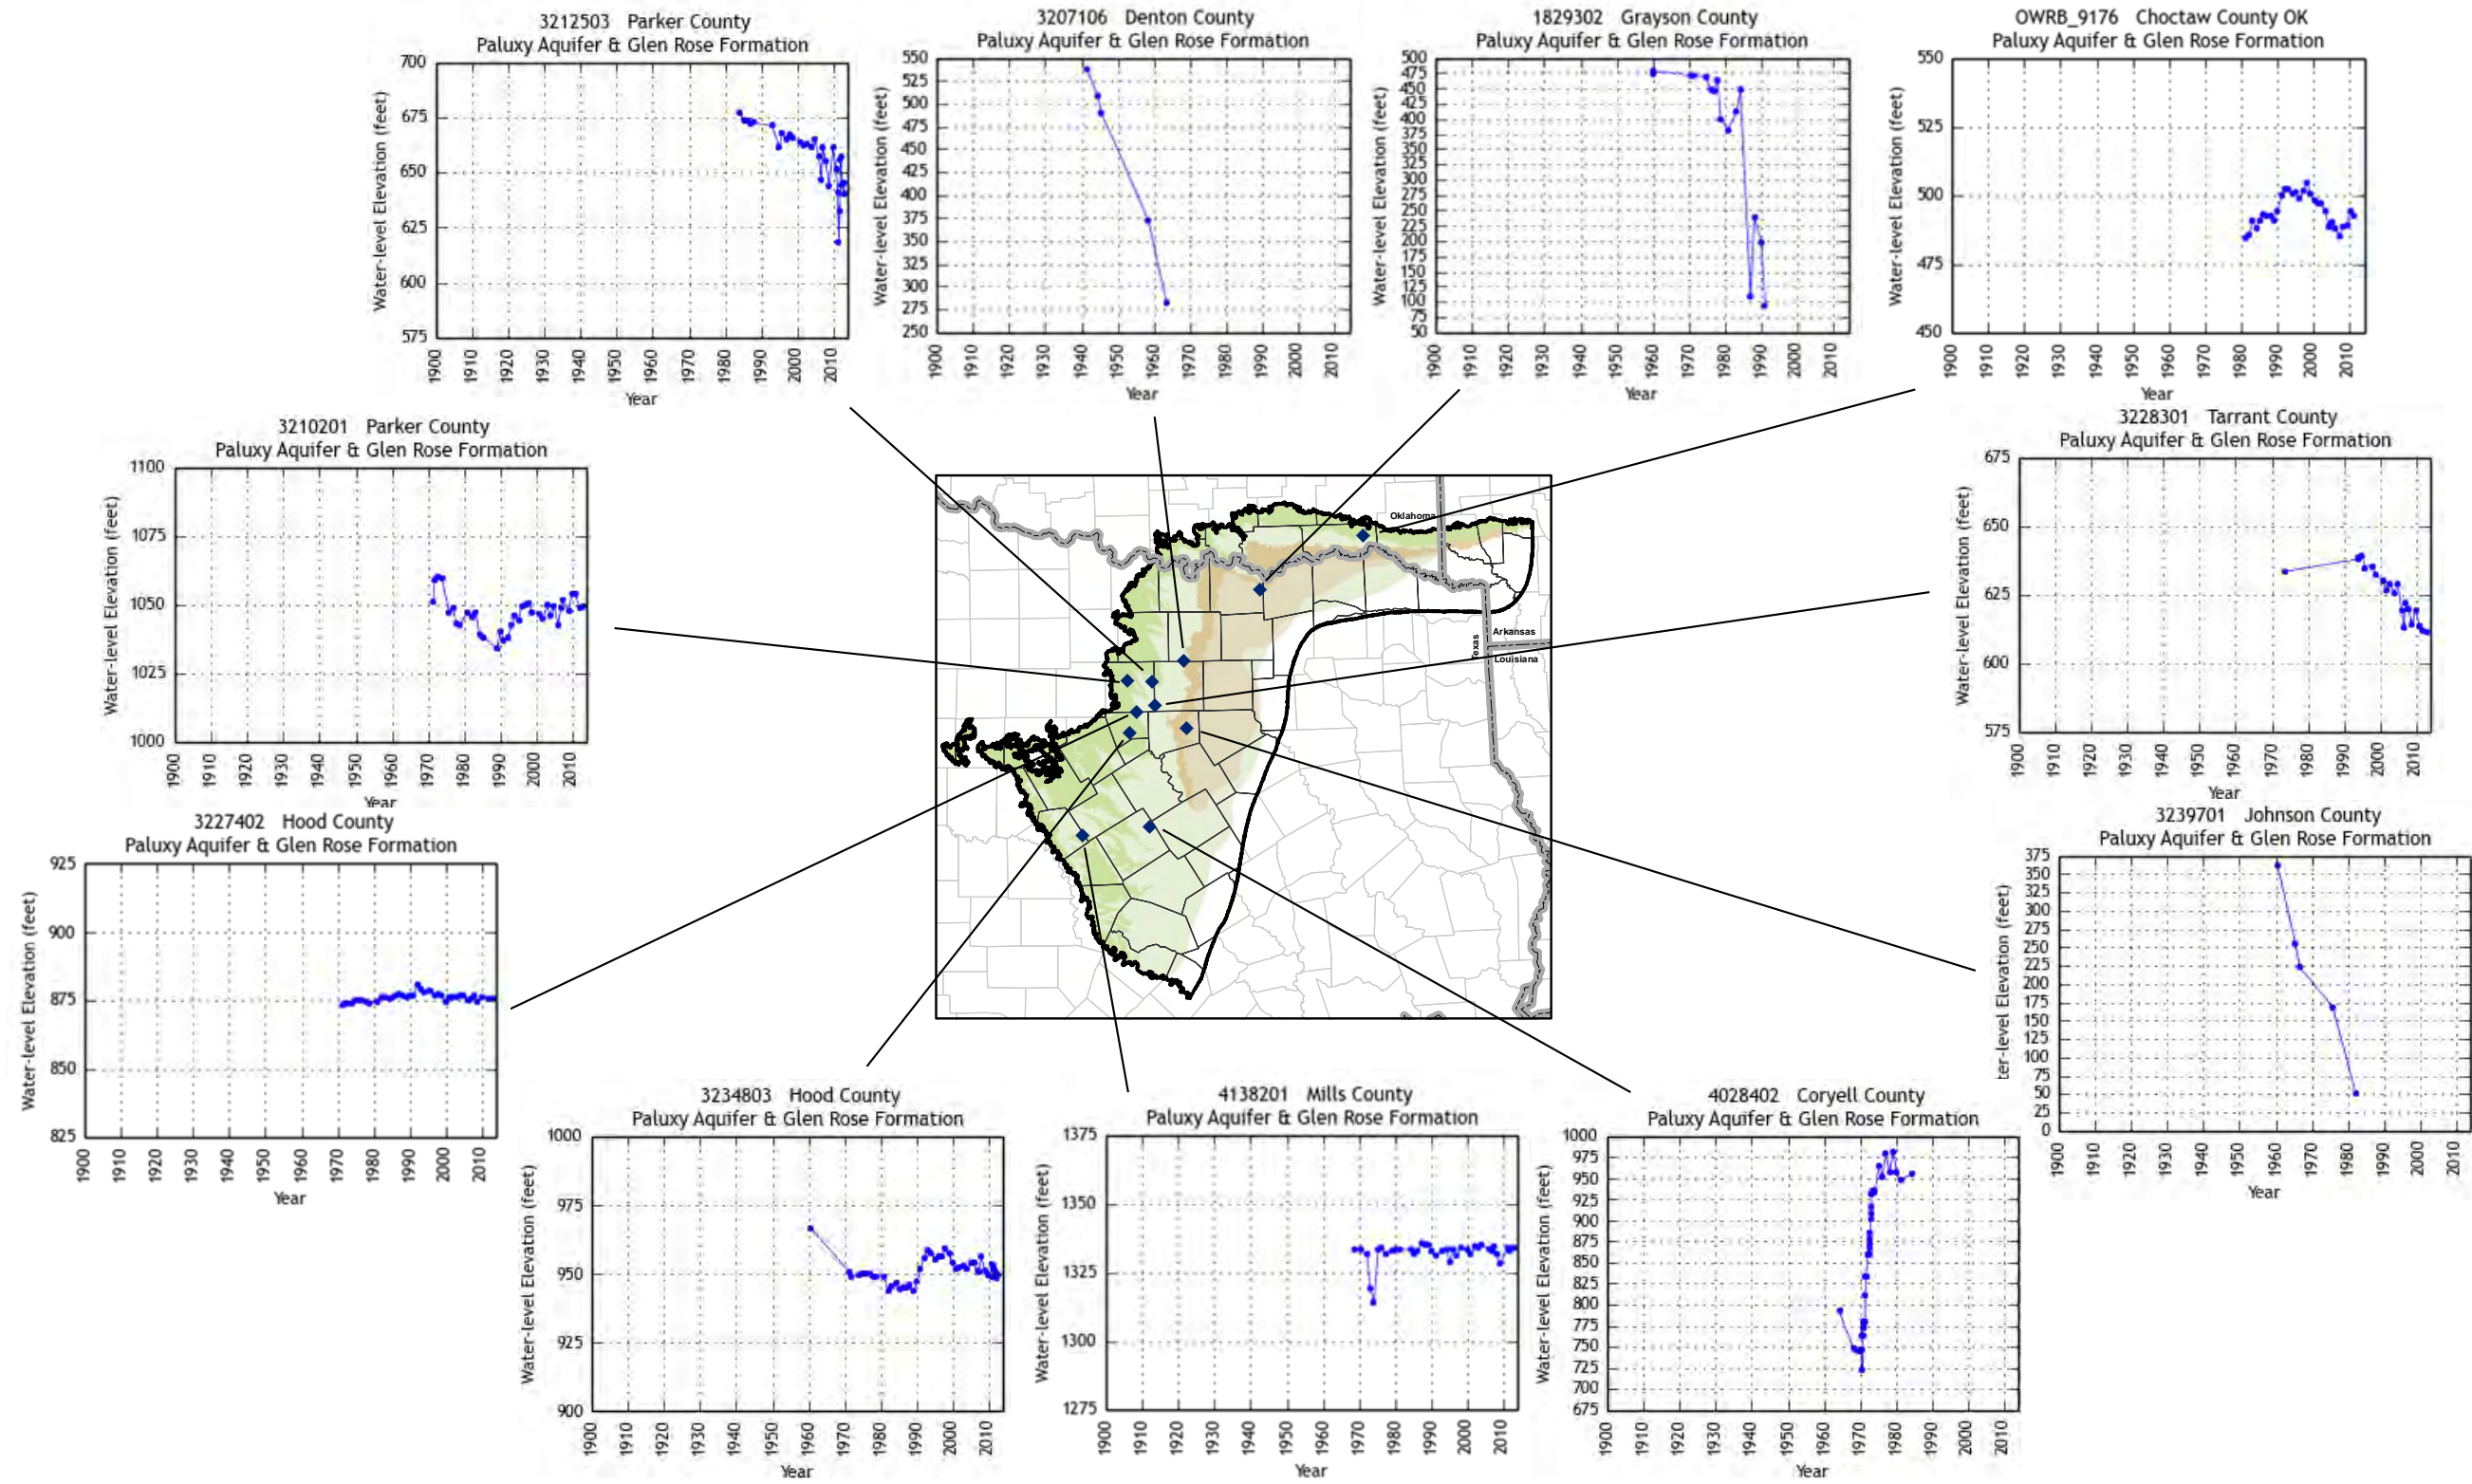 3212503 Parker County
Paluxy Aquifer & Glen Rose Formation
Water-level Elevation (feet)
700
675
650
625
600
575
1900 1910 1920 1930 1940 1950 1960 1970 1980 1990 2000 2010
Year
3207106 Denton County
Paluxy Aquifer & Glen Rose Formation
Water-level Elevation (feet)
550
525
500
475
450
425
400
375
350
325
300
275
250
1900 1910 1920 1930 1940 1950 1960 1970 1980 1990 2000 2010
Year
1829302 Grayson County
Paluxy Aquifer & Glen Rose Formation
Water-level Elevation (feet)
500
475
450
425
400
375
350
325
300
275
250
225
200
175
150
125
100
75
50
1900 1910 1920 1930 1940 1950 1960 1970 1980 1990 2000 2010
Year
OWRB_9176 Choctaw County OK
Paluxy Aquifer & Glen Rose Formation
Water-level Elevation (feet)
550
525
500
475
450
1900 1910 1920 1930 1940 1950 1960 1970 1980 1990 2000 2010
Year
3210201 Parker County
Paluxy Aquifer & Glen Rose Formation
Water-level Elevation (feet)
1100
1075
1050
1025
1000
1900 1910 1920 1930 1940 1950 1960 1970 1980 1990 2000 2010
Year
Oklahoma
Texas
Arkansas
Louisiana
3228301 Tarrant County
Paluxy Aquifer & Glen Rose Formation
Water-level Elevation (feet)
675
650
625
600
575
1900 1910 1920 1930 1940 1950 1960 1970 1980 1990 2000 2010
Year
3227402 Hood County
Paluxy Aquifer & Glen Rose Formation
Water-level Elevation (feet)
925
900
875
850
825
1900 1910 1920 1930 1940 1950 1960 1970 1980 1990 2000 2010
Year
3239701 Johnson County
Paluxy Aquifer & Glen Rose Formation
ter-level Elevation (feet)
375
350
325
300
275
250
225
200
175
150
125
100
75
50
25
0
1900 1910 1920 1930 1940 1950 1960 1970 1980 1990 2000 2010
Year
3234803 Hood County
Paluxy Aquifer & Glen Rose Formation
Water-level Elevation (feet)
1000
975
950
925
900
1900 1910 1920 1930 1940 1950 1960 1970 1980 1990 2000 2010
Year
4138201 Mills County
Paluxy Aquifer & Glen Rose Formation
Water-level Elevation (feet)
1375
1350
1325
1300
1275
1900 1910 1920 1930 1940 1950 1960 1970 1980 1990 2000 2010
Year
4028402 Coryell County
Paluxy Aquifer & Glen Rose Formation
Water-level Elevation (feet)
1000
975
950
925
900
875
850
825
800
775
750
725
700
675
1900 1910 1920 1930 1940 1950 1960 1970 1980 1990 2000 2010
Year